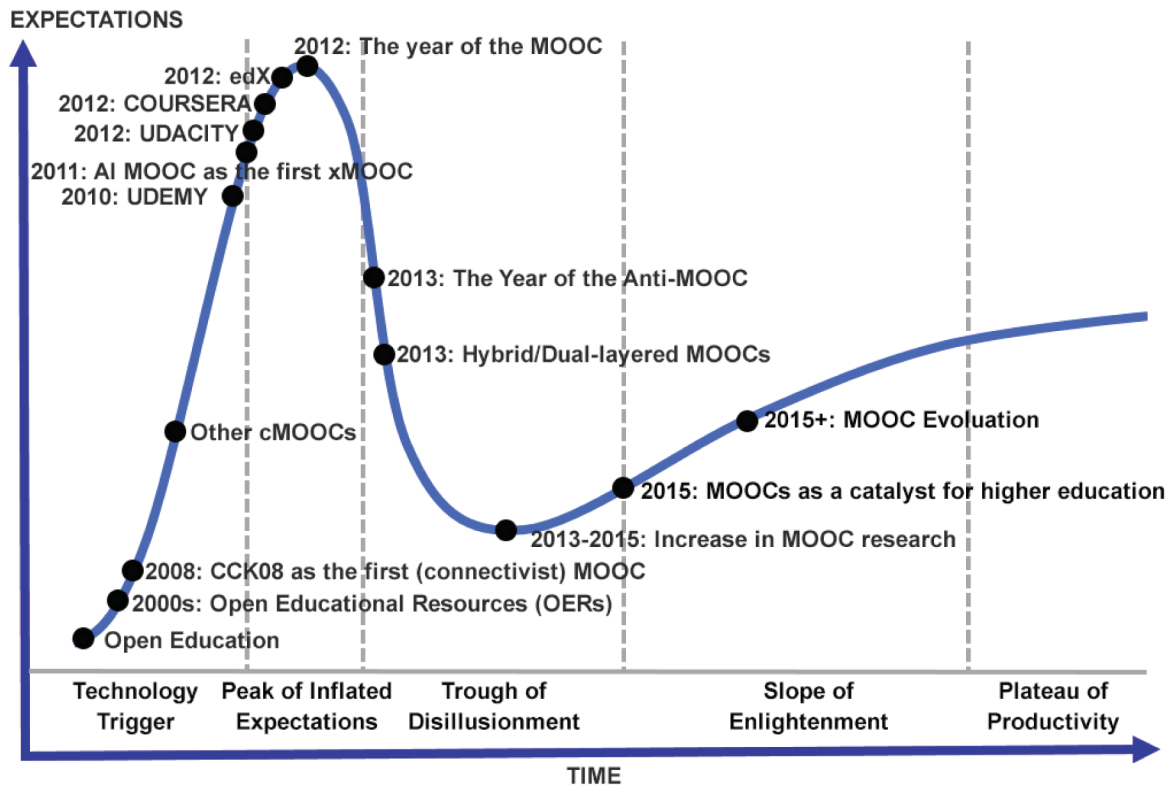 EXPECTATIONS
2012: The year of the MOOC
2012: edX
2012: COURSERA
2012: UDACITY
2011: AI MOOC as the first xMOOC
2010: UDEMY
2013: The Year of the Anti-MOOC
2013: Hybrid/Dual-layered MOOCs
Other cMOOCs
2015+: MOOC Evoluation
2015: MOOCs as a catalyst for higher education
2013-2015: Increase in MOOC research
2008: CCK08 as the first (connectivist) MOOC
2000s: Open Educational Resources (OERs)
Open Education
Technology
Trigger
Peak of Inflated
Expectations
Trough of
Disillusionment
Slope of
Enlightenment
Plateau of
Productivity
TIME